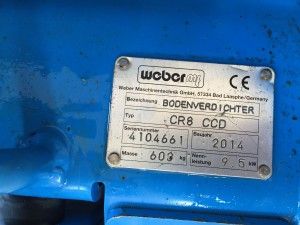 weber mt CE
Weber Maschinentechnik GmbH, 57334 Bad Laasphe/Germany
Bezeichnung BODENVERDICHTER
Typ CR8 CCD
Seriennummer Baujahr
4104661 2014
Masse 603 kg Nenn-leistung 9.5 kW